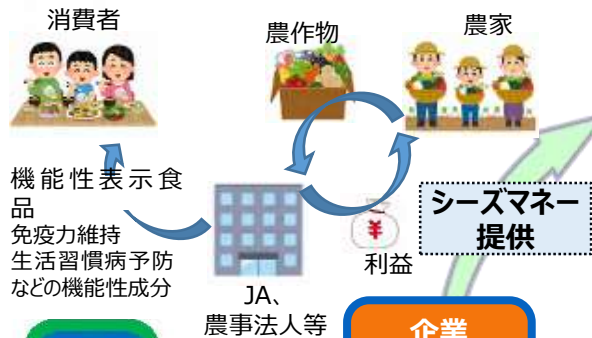 消費者
農作物
農家
機能性表示食
品
免疫力維持
生活習慣病予防
などの機能性成分
¥
利益
シーズマネー
提供
JA、
農事法人等
企業